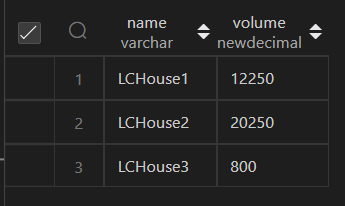 name volume
varchar newdecimal
1 LCHouse1 12250
2 LCHouse2 20250
3 LCHouse3 800